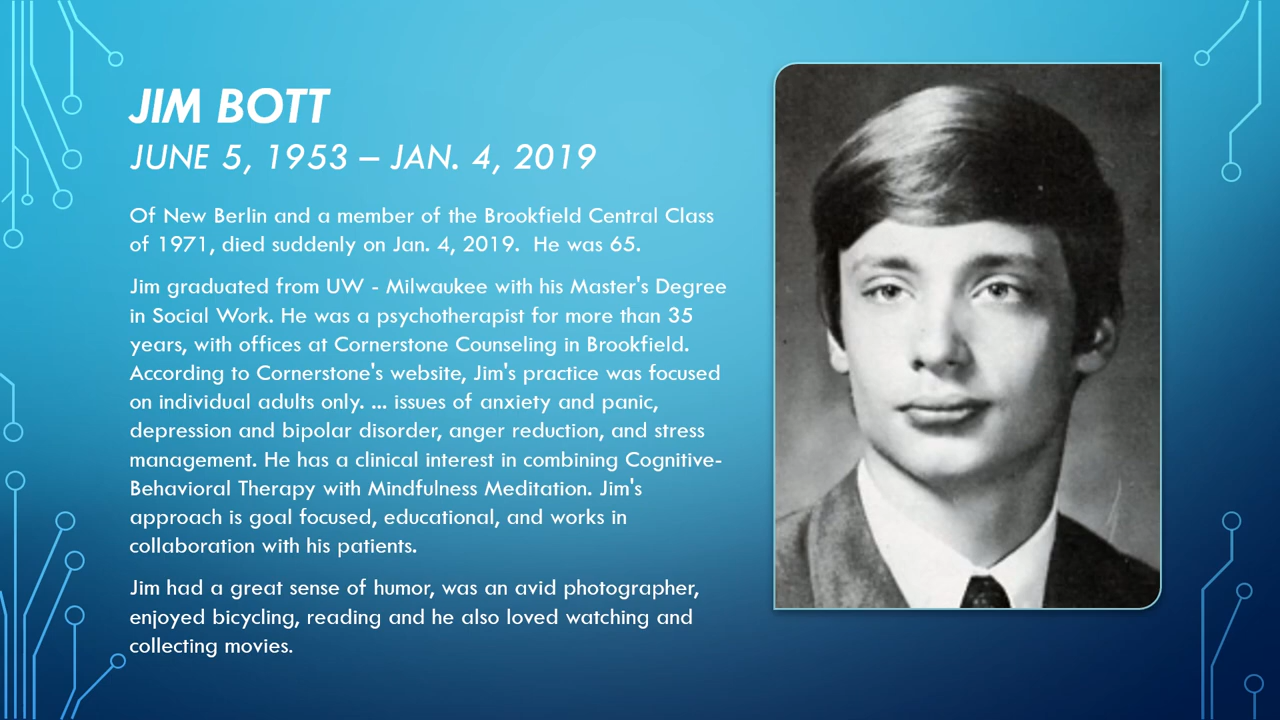 JIM BOTT
JUNE 5, 1953 – JAN. 4, 2019
Of New Berlin and a member of the Brookfield Central Class
of 1971, died suddenly on Jan. 4, 2019.  He was 65.
Jim graduated from UW - Milwaukee with his Master's Degree
in Social Work. He was a psychotherapist for more than 35
years, with offices at Cornerstone Counseling in Brookfield.
According to Cornerstone's website, Jim's practice was focused
on individual adults only. ... issues of anxiety and panic,
depression and bipolar disorder, anger reduction, and stress
management. He has a clinical interest in combining Cognitive-
Behavioral Therapy with Mindfulness Meditation. Jim's
approach is goal focused, educational, and works in
collaboration with his patients.
Jim had a great sense of humor, was an avid photographer,
enjoyed bicycling, reading and he also loved watching and
collecting movies.